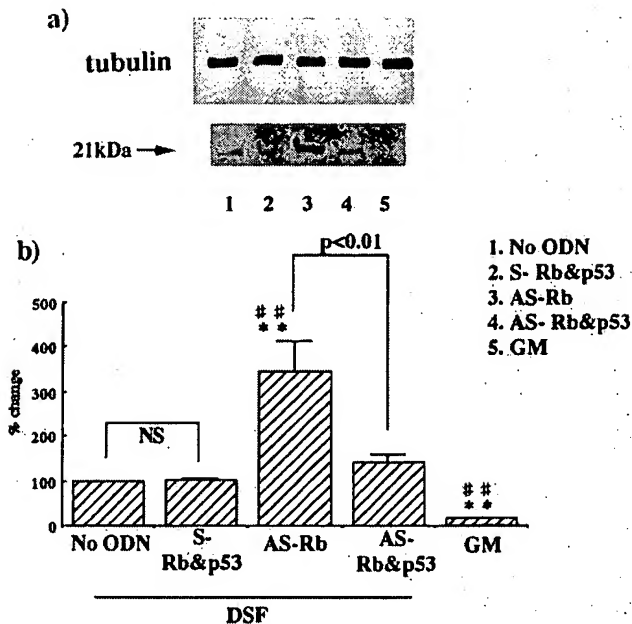 a)
tubulin
21kDa →
1 2 3 4 5
b)
p<0.01
1. No ODN
2. S- Rb&p53
3. AS-Rb
4. AS- Rb&p53
5. GM
500
400
300
200
100
0
% change
NS
# #
* *
# #
* *
No ODN
S-
Rb&p53
AS-Rb
AS-
Rb&p53
GM
DSF